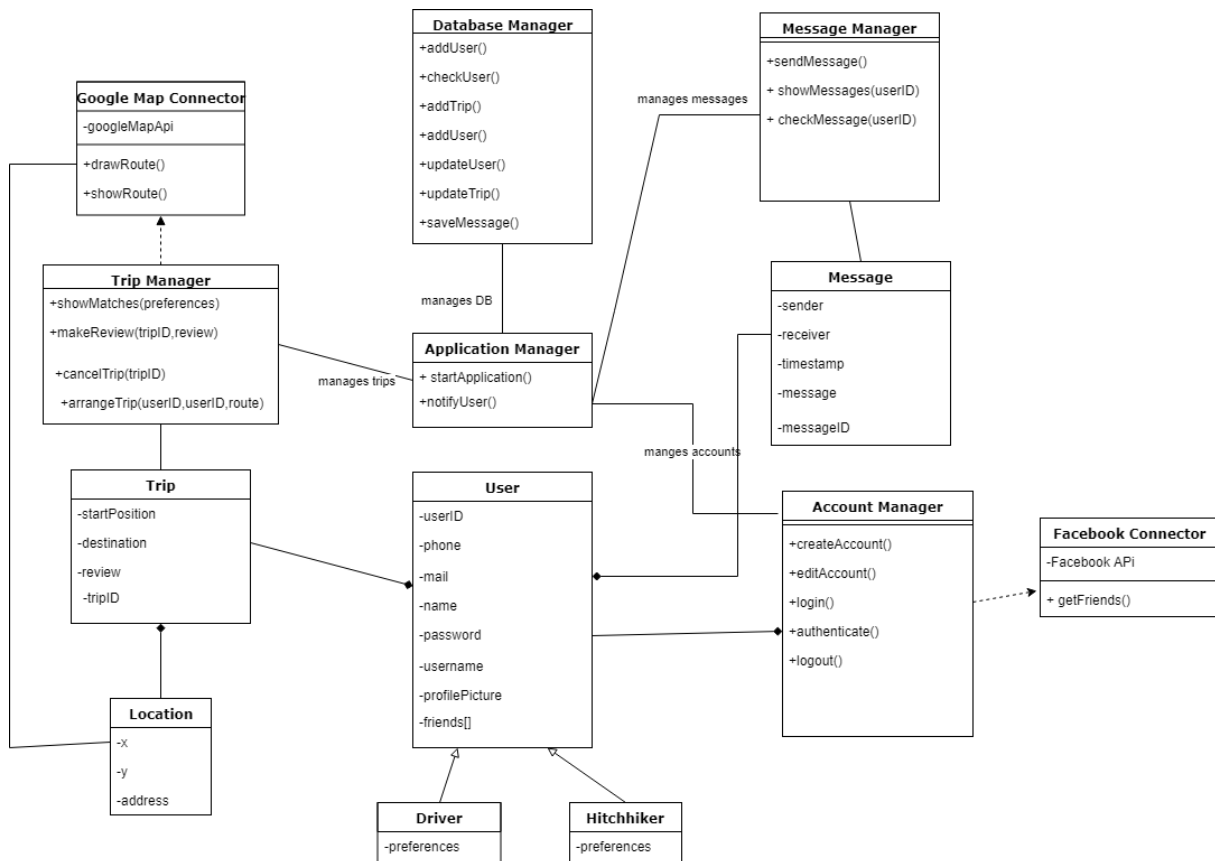 Database Manager
+addUser()
+checkUser()
+addTrip()
+addUser()
+updateUser()
+updateTrip()
+saveMessage()
Message Manager
+sendMessage()
+ showMessages(userID)
+ checkMessage(userID)
manages messages
Google Map Connector
-googleMapApi
+drawRoute()
+showRoute()
Trip Manager
+showMatches(preferences)
+makeReview(tripID,review)
+cancelTrip(tripID)
+arrangeTrip(userID,userID,route)
manages DB
manages trips
Application Manager
+ startApplication()
+notifyUser()
Message
-sender
-receiver
-timestamp
-message
-messageID
manges accounts
Trip
-startPosition
-destination
-review
-tripID
User
-userID
-phone
-mail
-name
-password
-username
-profilePicture
-friends[]
Account Manager
+createAccount()
+editAccount()
+login()
+authenticate()
+logout()
Facebook Connector
-Facebook APi
+ getFriends()
Location
-x
-y
-address
Driver
-preferences
Hitchhiker
-preferences